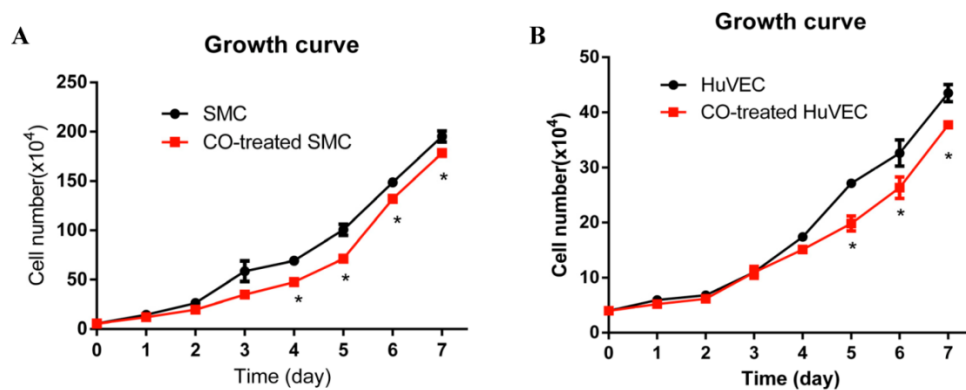 A
Growth curve
250
200
150
100
50
0
Cell number(x10⁴)
SMC
CO-treated SMC
*
*
*
*
0 1 2 3 4 5 6 7
Time (day)
B
Growth curve
50
40
30
20
10
0
Cell number(x10⁴)
HuVEC
CO-treated HuVEC
*
*
*
0 1 2 3 4 5 6 7
Time (day)